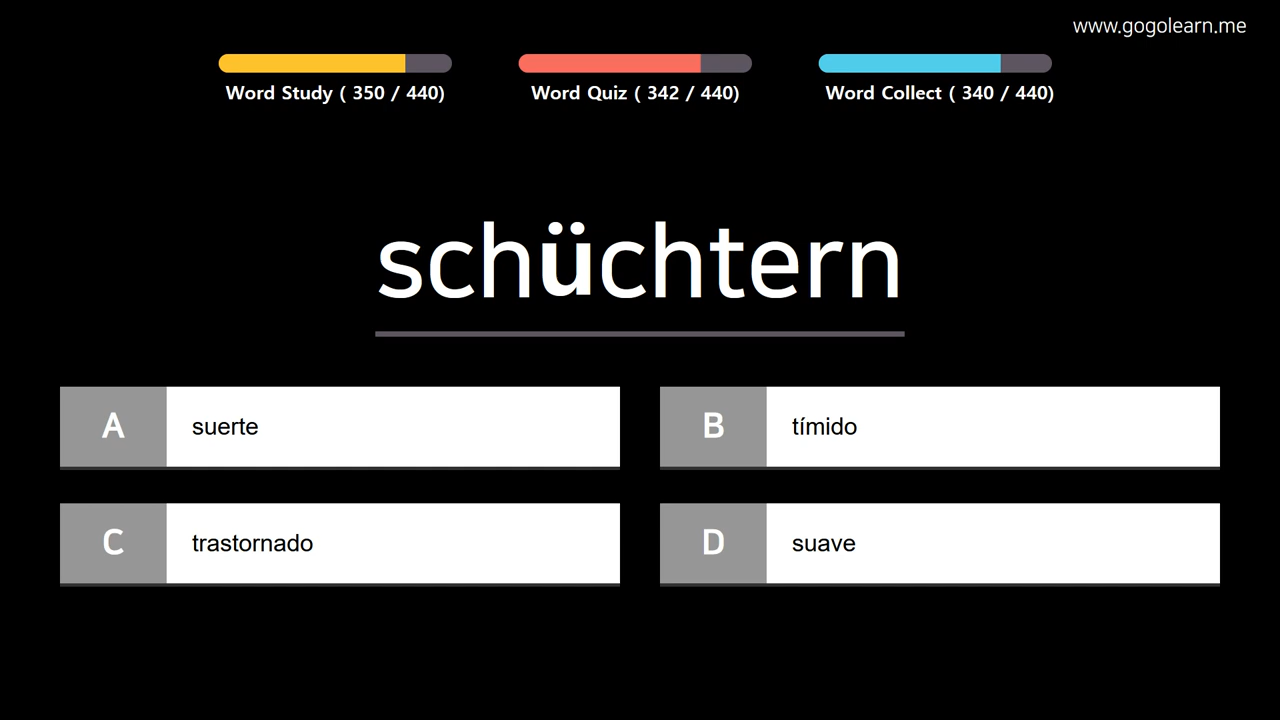 www.gogolearn.me
Word Study ( 350 / 440)
Word Quiz ( 342 / 440)
Word Collect ( 340 / 440)
schüchtern
A suerte
B tímido
C trastornado
D suave